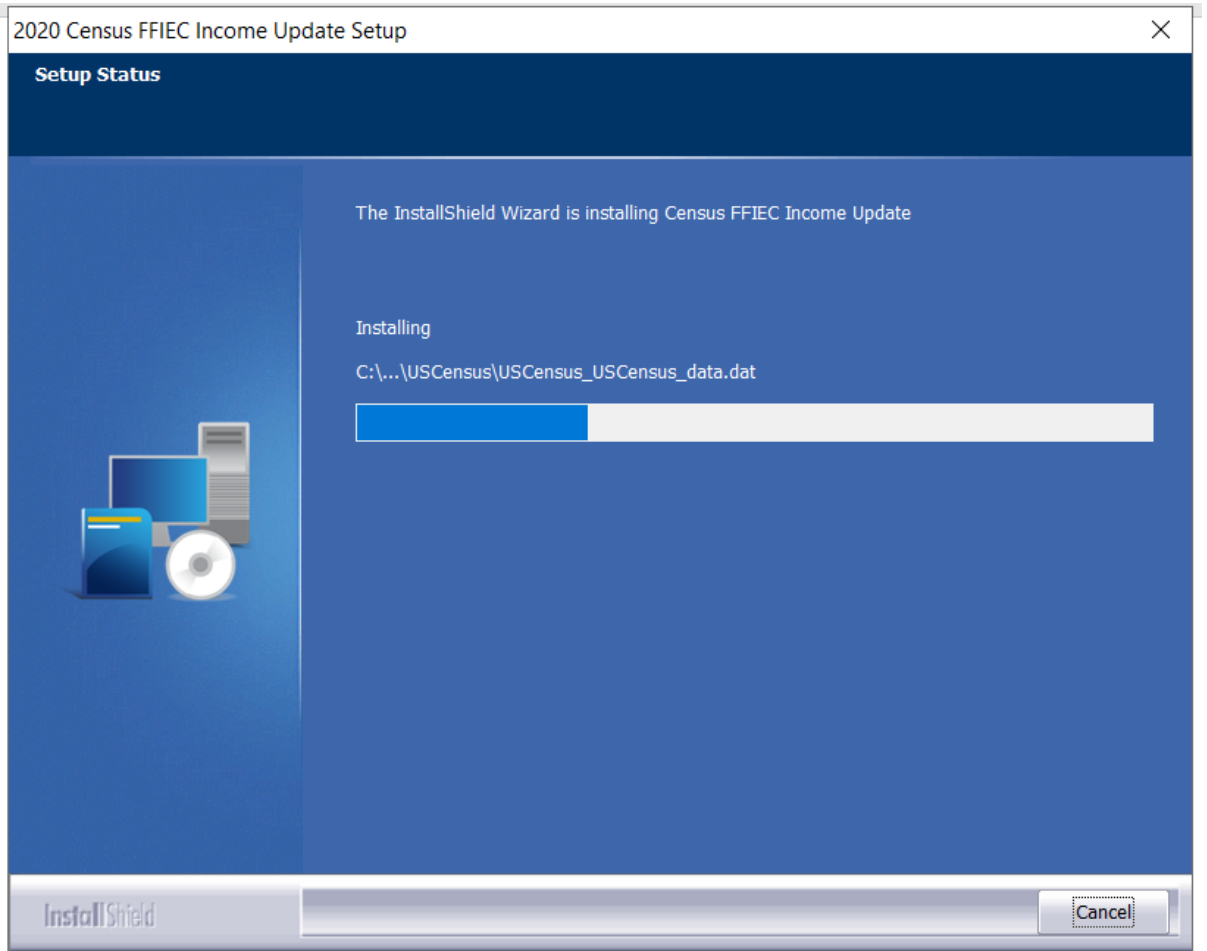 2020 Census FFIEC Income Update Setup
Setup Status
The InstallShield Wizard is installing Census FFIEC Income Update
Installing
C:\...\USCensus\USCensus_USCensus_data.dat
InstallShield
Cancel